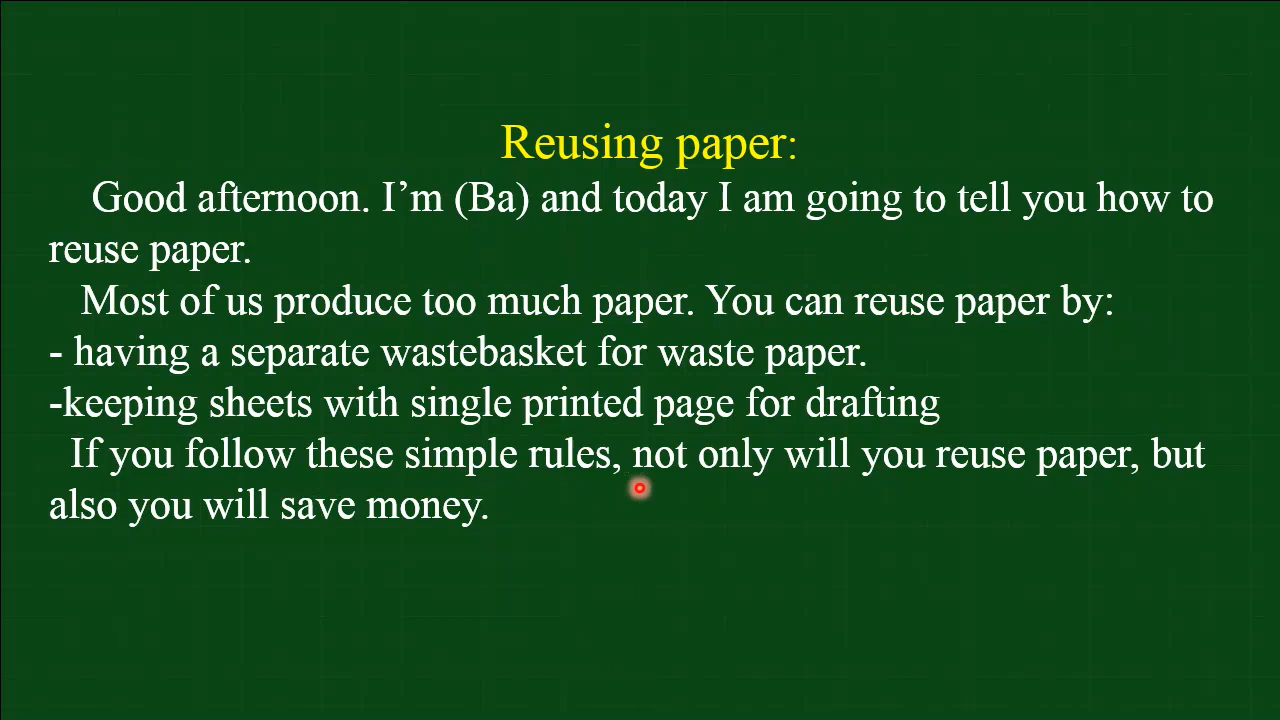 Reusing paper:
Good afternoon. I’m (Ba) and today I am going to tell you how to
reuse paper.
Most of us produce too much paper. You can reuse paper by:
- having a separate wastebasket for waste paper.
-keeping sheets with single printed page for drafting
If you follow these simple rules, not only will you reuse paper, but
also you will save money.